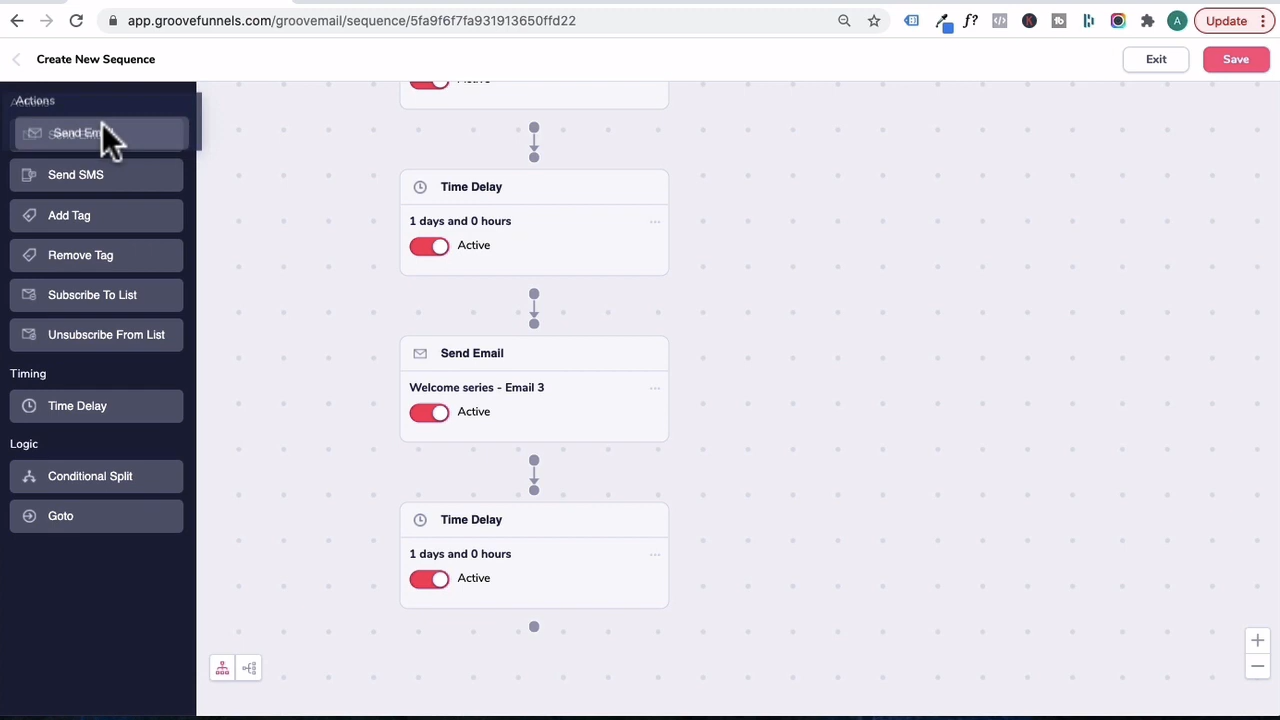 app.groovefunnels.com/groovemail/sequence/5fa9f6f7fa931913650ffd22
f?
A
Update
Create New Sequence
Exit
Save
Actions
Send Em
Send SMS
Add Tag
Remove Tag
Subscribe To List
Unsubscribe From List
Timing
Time Delay
Logic
Conditional Split
Goto
Time Delay
1 days and 0 hours
Active
Send Email
Welcome series - Email 3
Active
Time Delay
1 days and 0 hours
Active